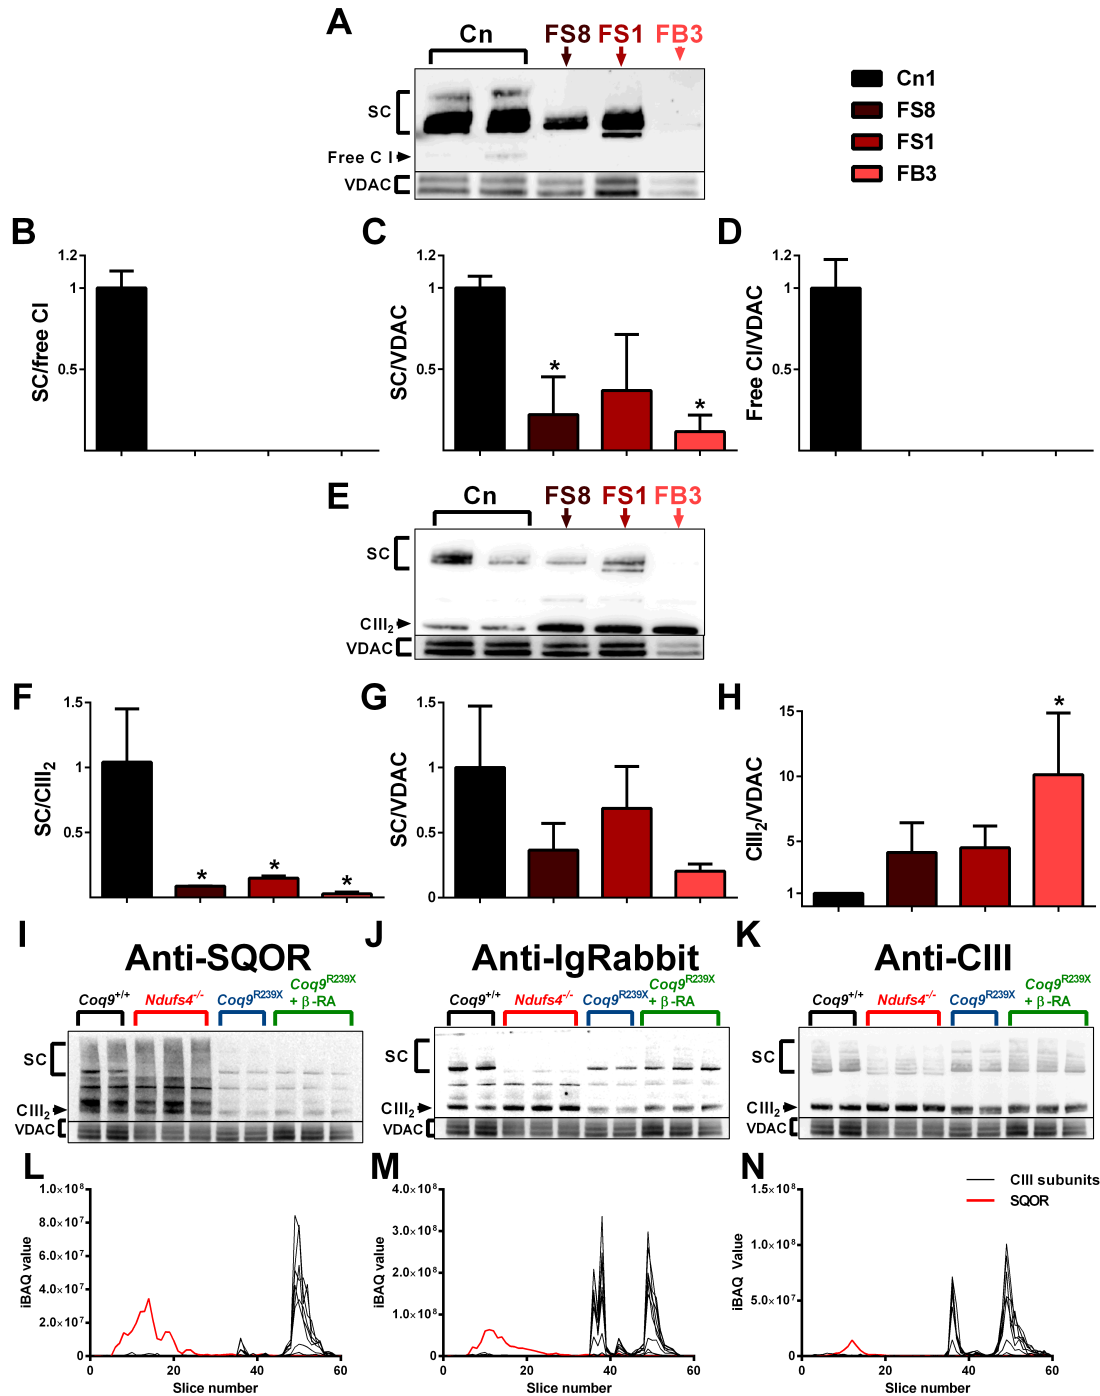 A
Cn FS8 FS1 FB3
SC
Free C I
VDAC
Cn1
FS8
FS1
FB3
B
1.2
1
0.5
SC/free CI
C
1.2
1
0.5
SC/VDAC
* *
D
1.2
1
0.5
Free CI/VDAC
E
Cn FS8 FS1 FB3
SC
CIII2
VDAC
F
1.5
1
0.5
SC/CIII2
* * *
G
1.5
1
0.5
0
SC/VDAC
H
15
10
5
1
CIII2/VDAC
*
I
Anti-SQOR
Coq9+/+ Ndufs4-/- Coq9R239X Coq9R239X
+ β-RA
SC
CIII2
VDAC
J
Anti-IgRabbit
Coq9+/+ Ndufs4-/- Coq9R239X Coq9R239X
+ β-RA
SC
CIII2
VDAC
K
Anti-CIII
Coq9+/+ Ndufs4-/- Coq9R239X Coq9R239X
+ β-RA
SC
CIII2
VDAC
L
1.0×10^8
8.0×10^7
6.0×10^7
4.0×10^7
2.0×10^7
0
iBAQ value
0 20 40 60
Slice number
M
4.0×10^8
3.0×10^8
2.0×10^8
1.0×10^8
0
iBAQ value
0 20 40 60
Slice number
N
CIII subunits
SQOR
1.5×10^8
1.0×10^8
5.0×10^7
0
iBAQ Value
0 20 40 60
Slice number